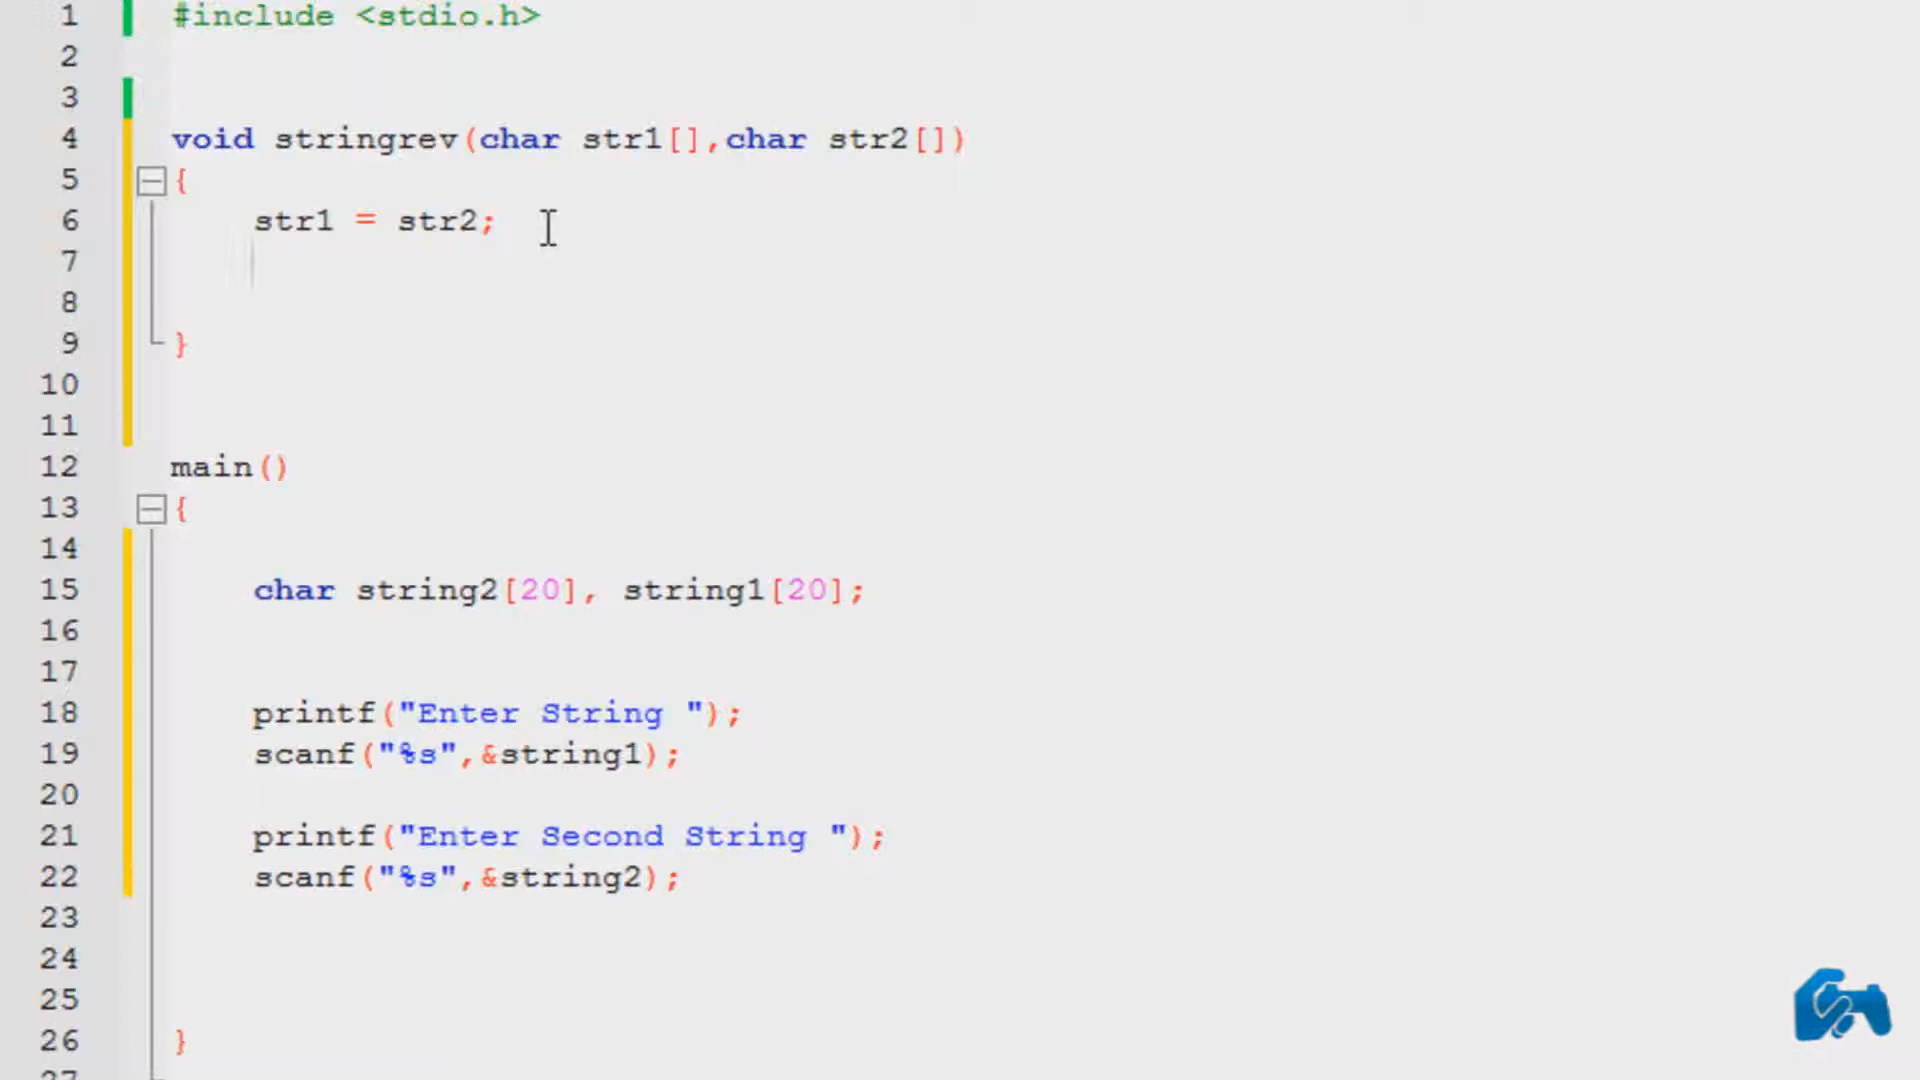 1 #include <stdio.h>
2
3
4 void stringrev(char str1[],char str2[])
5 {
6 str1 = str2;
7
8
9 }
10
11
12 main()
13 {
14
15 char string2[20], string1[20];
16
17
18 printf("Enter String ");
19 scanf("%s",&string1);
20
21 printf("Enter Second String ");
22 scanf("%s",&string2);
23
24
25
26 }
27